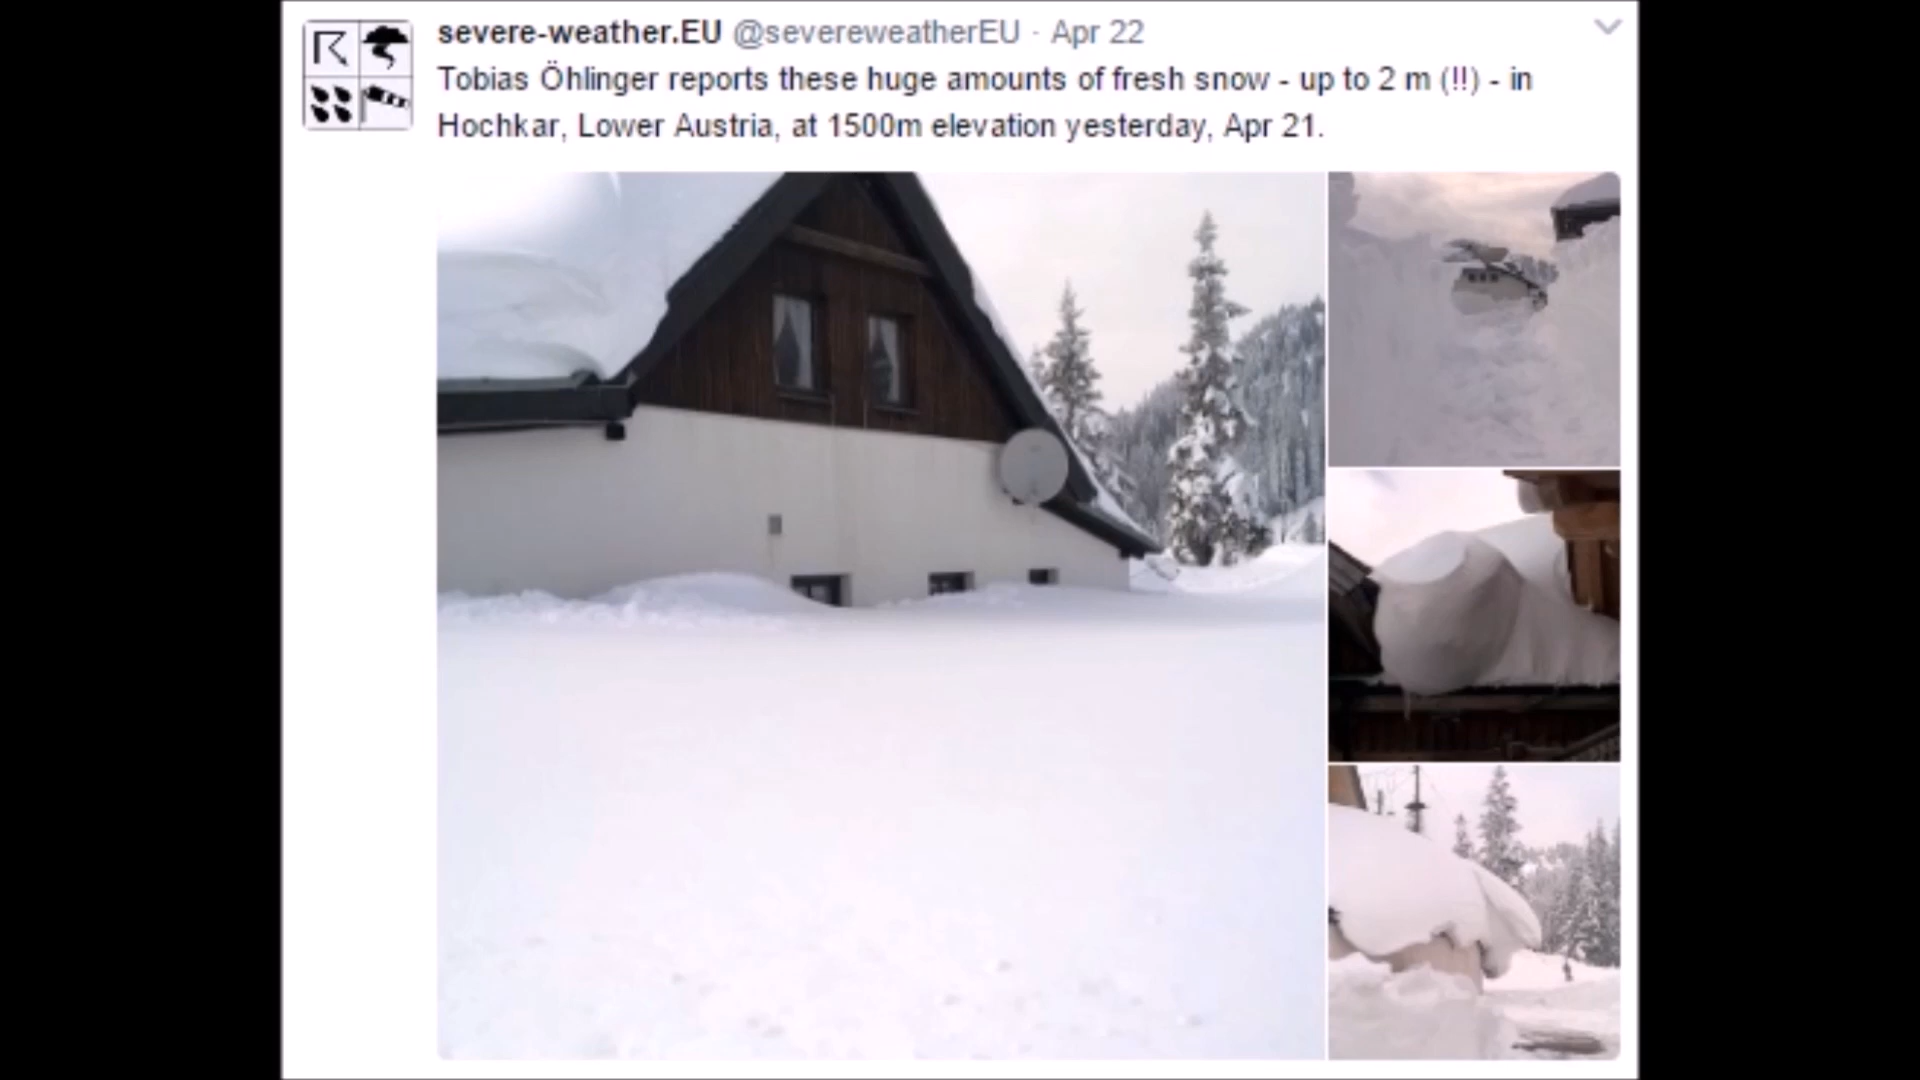 severe-weather.EU @severeweatherEU · Apr 22
Tobias Öhlinger reports these huge amounts of fresh snow - up to 2 m (!!) - in
Hochkar, Lower Austria, at 1500m elevation yesterday, Apr 21.